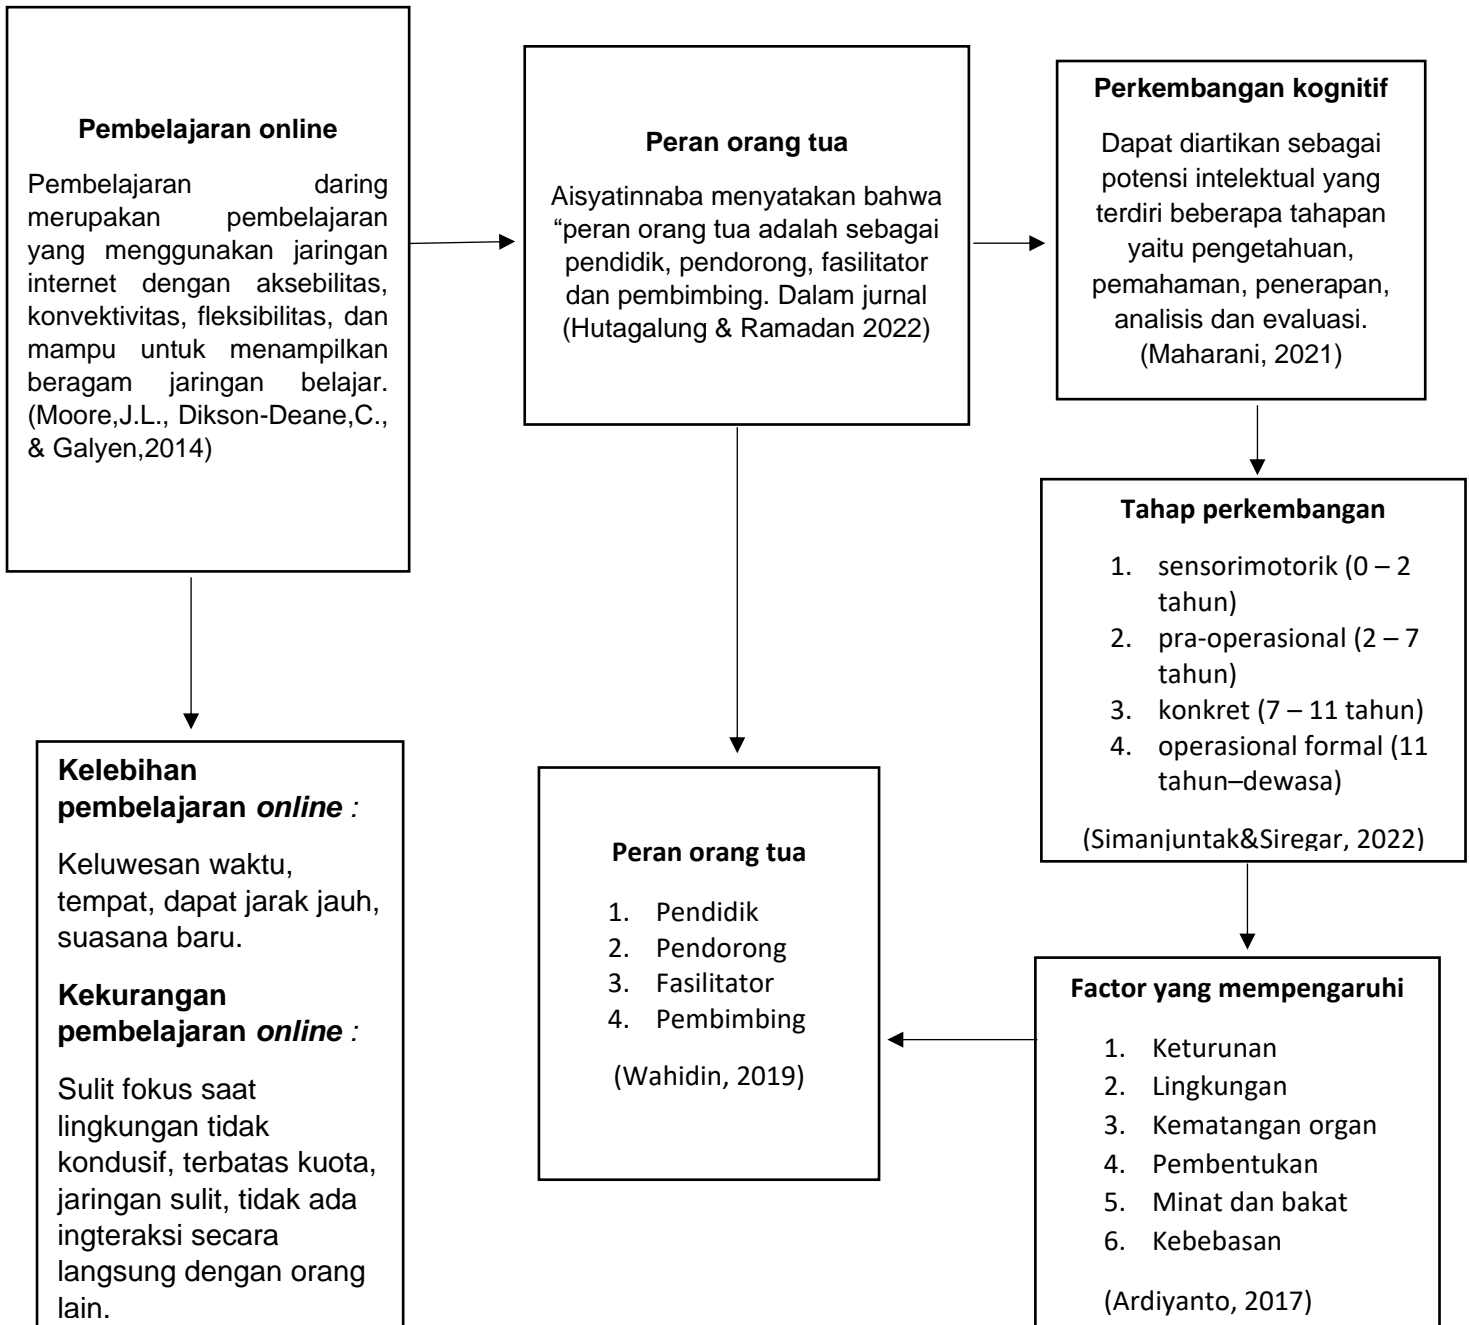 Pembelajaran online
Pembelajaran daring
merupakan pembelajaran
yang menggunakan jaringan
internet dengan aksebilitas,
konvektivitas, fleksibilitas, dan
mampu untuk menampilkan
beragam jaringan belajar.
(Moore,J.L., Dikson-Deane,C.,
& Galyen,2014)
Peran orang tua
Aisyatinnaba menyatakan bahwa
“peran orang tua adalah sebagai
pendidik, pendorong, fasilitator
dan pembimbing. Dalam jurnal
(Hutagalung & Ramadan 2022)
Perkembangan kognitif
Dapat diartikan sebagai
potensi intelektual yang
terdiri beberapa tahapan
yaitu pengetahuan,
pemahaman, penerapan,
analisis dan evaluasi.
(Maharani, 2021)
Tahap perkembangan
1. sensorimotorik (0 – 2
tahun)
2. pra-operasional (2 – 7
tahun)
3. konkret (7 – 11 tahun)
4. operasional formal (11
tahun–dewasa)
(Simanjuntak&Siregar, 2022)
Kelebihan
pembelajaran online :
Keluwesan waktu,
tempat, dapat jarak jauh,
suasana baru.
Kekurangan
pembelajaran online :
Sulit fokus saat
lingkungan tidak
kondusif, terbatas kuota,
jaringan sulit, tidak ada
ingteraksi secara
langsung dengan orang
lain.
Peran orang tua
1. Pendidik
2. Pendorong
3. Fasilitator
4. Pembimbing
(Wahidin, 2019)
Factor yang mempengaruhi
1. Keturunan
2. Lingkungan
3. Kematangan organ
4. Pembentukan
5. Minat dan bakat
6. Kebebasan
(Ardiyanto, 2017)